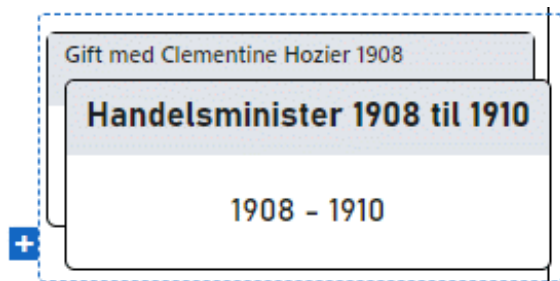 Gift med Clementine Hozier 1908
Handelsminister 1908 til 1910
1908 - 1910